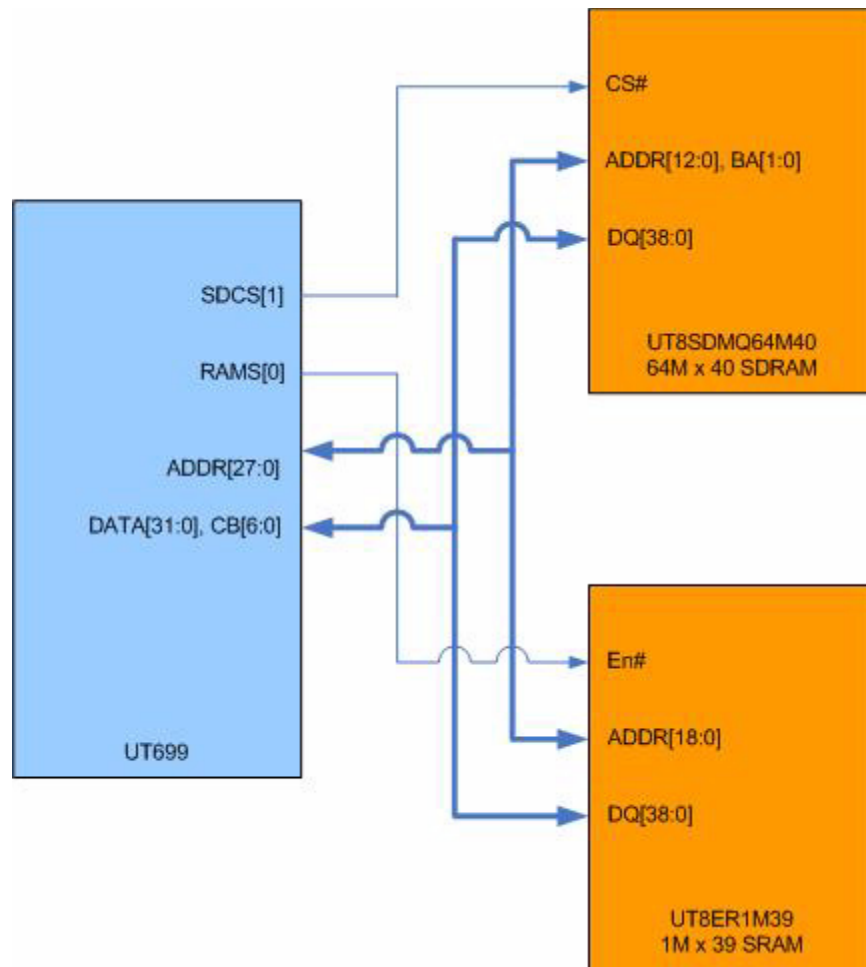 CS#
ADDR[12:0], BA[1:0]
DQ[38:0]
UT8SDMQ64M40
64M x 40 SDRAM
SDCS[1]
RAMS[0]
ADDR[27:0]
DATA[31:0], CB[6:0]
UT699
En#
ADDR[18:0]
DQ[38:0]
UT8ER1M39
1M x 39 SRAM